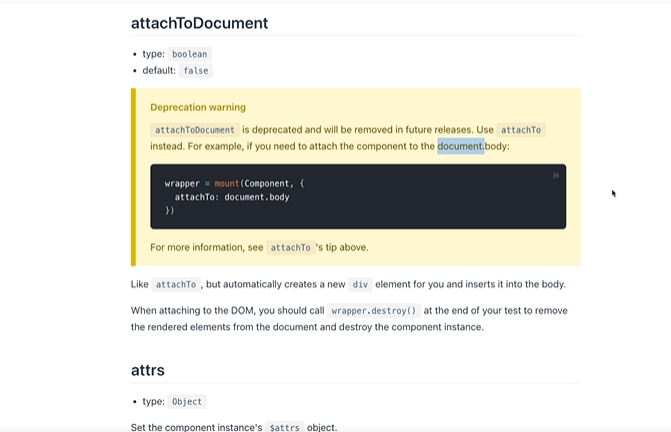 attachToDocument
• type: boolean
• default: false
Deprecation warning
attachToDocument is deprecated and will be removed in future releases. Use attachTo
instead. For example, if you need to attach the component to the document.body:
js
wrapper = mount(Component, {
attachTo: document.body
})
For more information, see attachTo 's tip above.
Like attachTo , but automatically creates a new div element for you and inserts it into the body.
When attaching to the DOM, you should call wrapper.destroy() at the end of your test to remove
the rendered elements from the document and destroy the component instance.
attrs
• type: Object
Set the component instance's $attrs object.